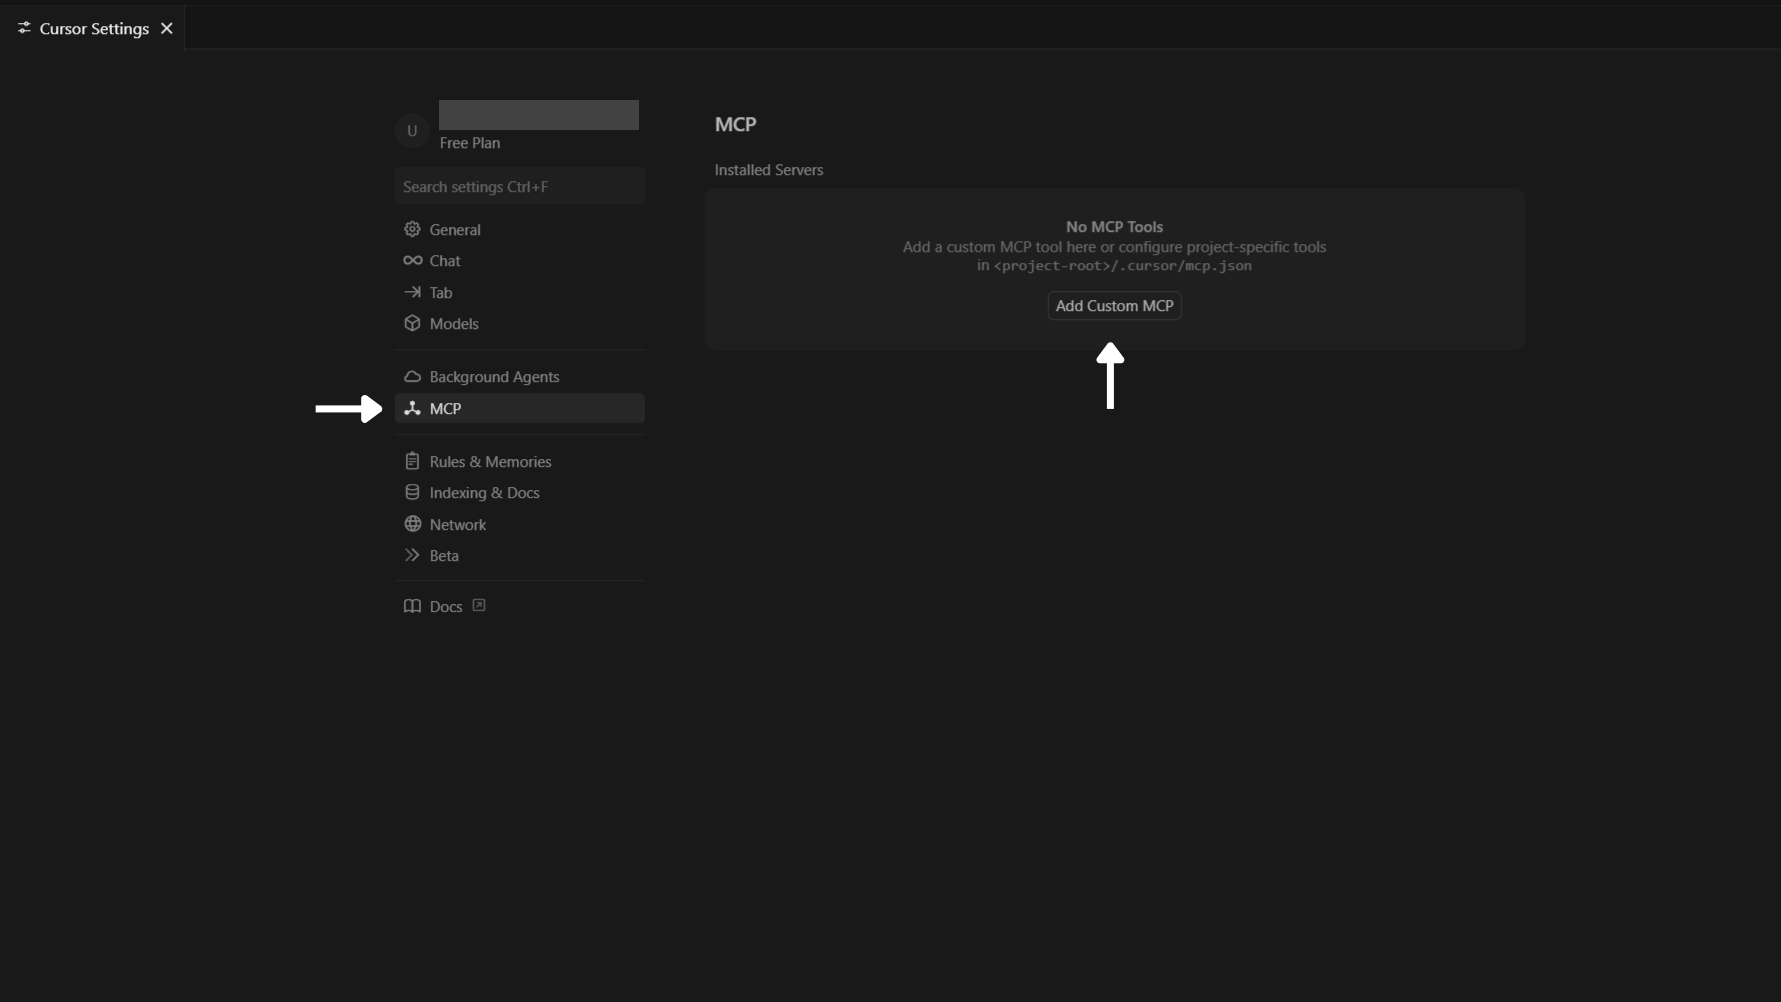 Cursor Settings
U
Free Plan
Search settings Ctrl+F
General
Chat
Tab
Models
Background Agents
MCP
Rules & Memories
Indexing & Docs
Network
Beta
Docs
MCP
Installed Servers
No MCP Tools
Add a custom MCP tool here or configure project-specific tools
in <project-root>/.cursor/mcp.json
Add Custom MCP